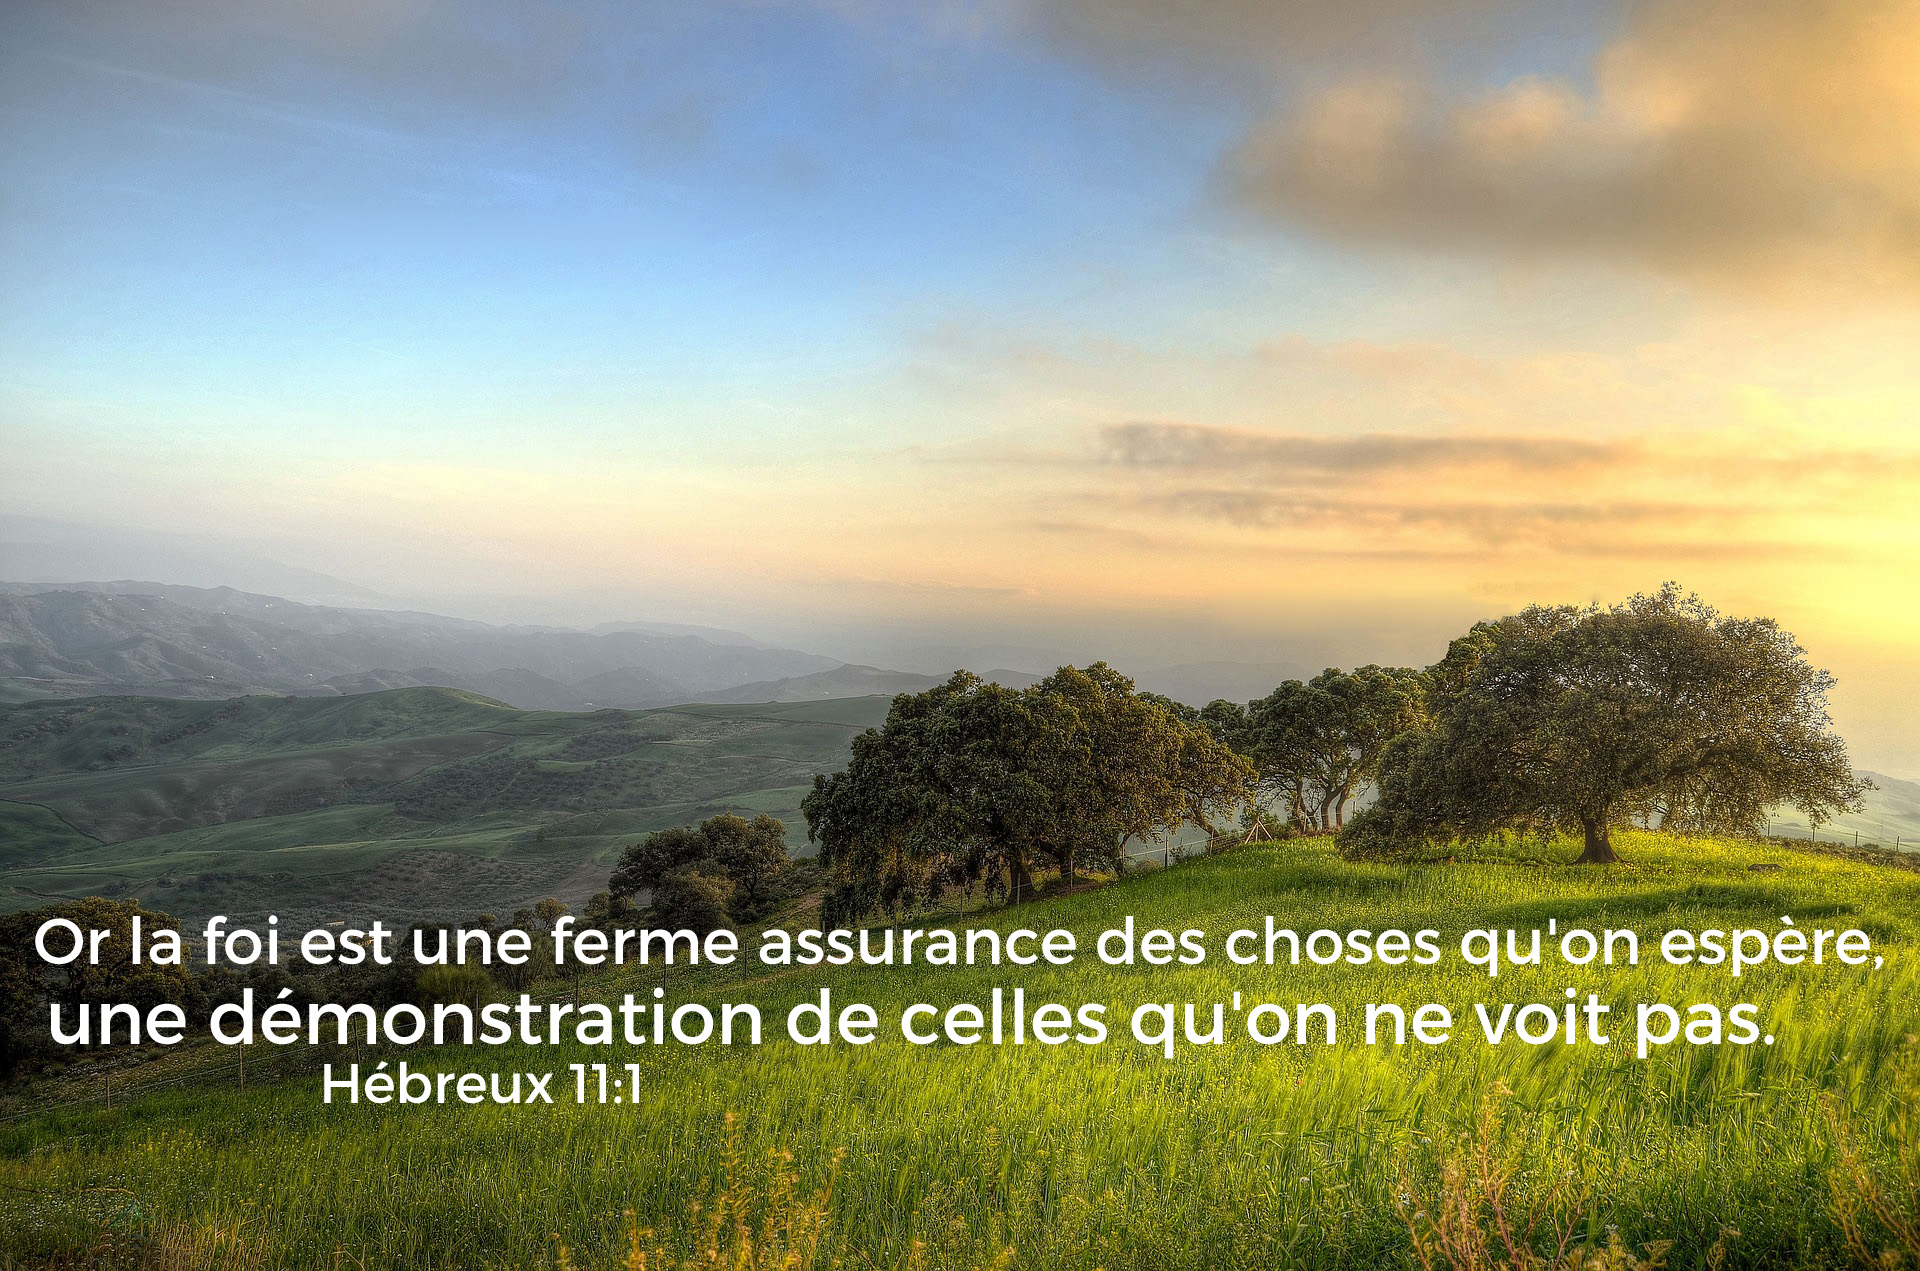 Or la foi est une ferme assurance des choses qu'on espère,
une démonstration de celles qu'on ne voit pas.
Hébreux 11:1